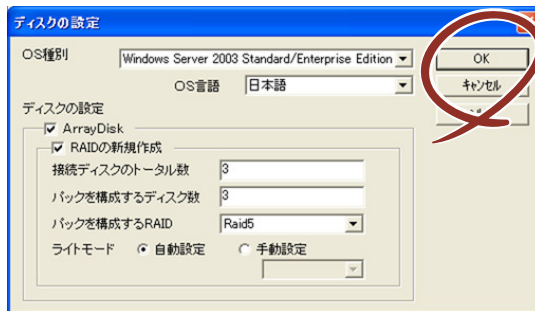 ディスクの設定
OS種別 Windows Server 2003 Standard/Enterprise Edition
OK
OS言語 日本語
キャンセル
ディスクの設定
ArrayDisk
RAIDの新規作成
接続ディスクのトータル数 3
パックを構成するディスク数 3
パックを構成するRAID Raid5
ライトモード 自動設定 手動設定